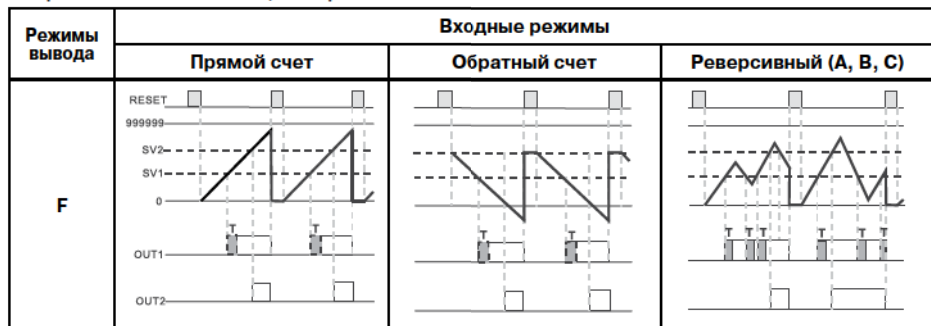 Режимы вывода
Входные режимы
Прямой счет
Обратный счет
Реверсивный (A, B, C)
F
RESET
999999
SV2
SV1
0
OUT1
T
T
T
T
T
T
T
T
T
T
OUT2